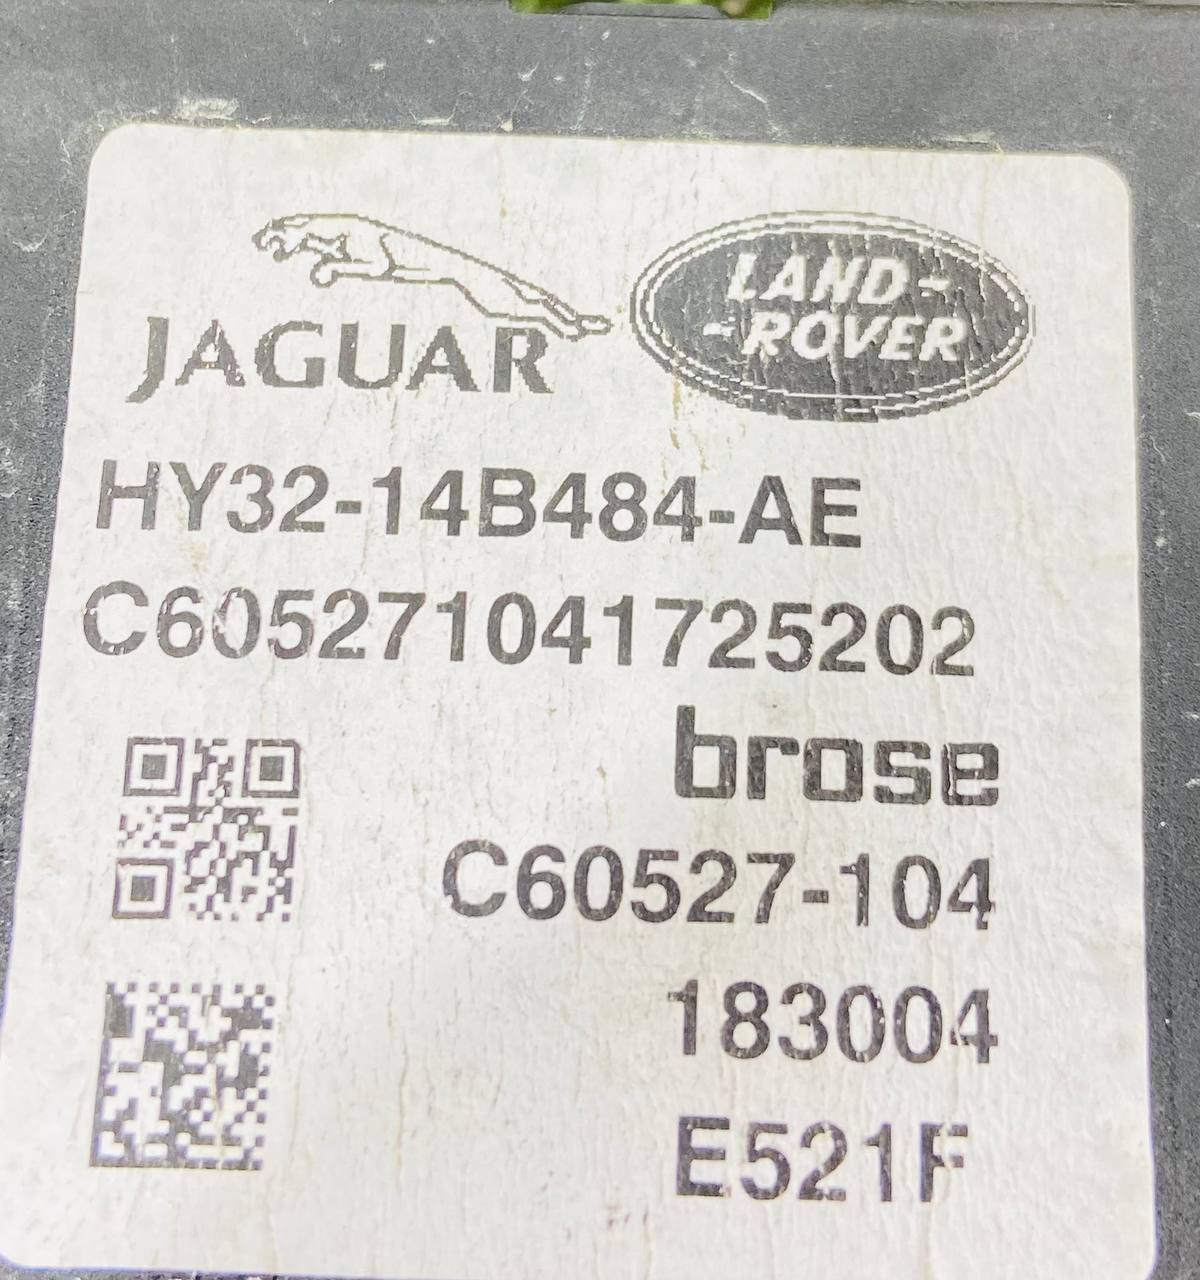 JAGUAR
LAND-
-ROVER
HY32-14B484-AE
C605271041725202
brose
C60527-104
183004
E521F